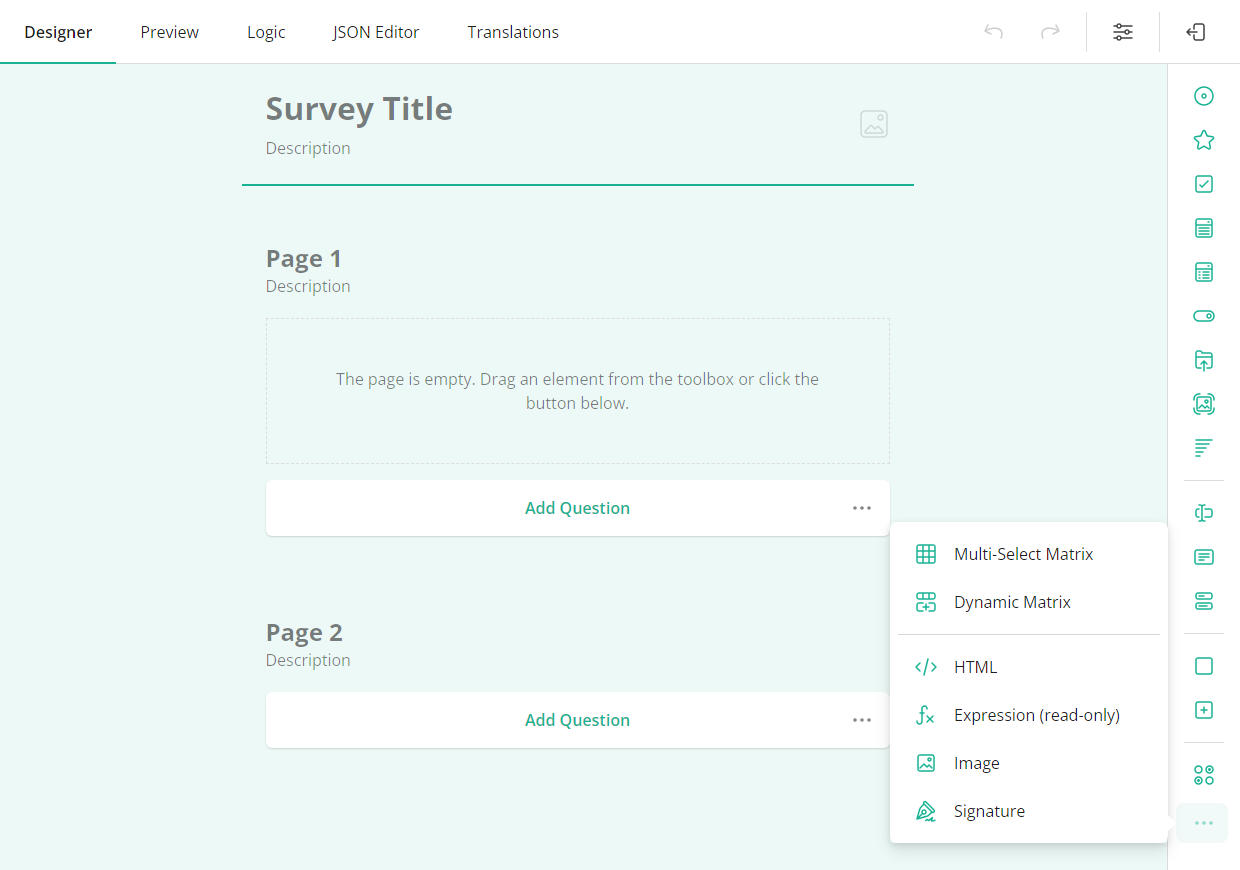 Designer
Preview
Logic
JSON Editor
Translations
Survey Title
Description
Page 1
Description
The page is empty. Drag an element from the toolbox or click the
button below.
Add Question
Multi-Select Matrix
Dynamic Matrix
Page 2
Description
HTML
Expression (read-only)
Add Question
Image
Signature